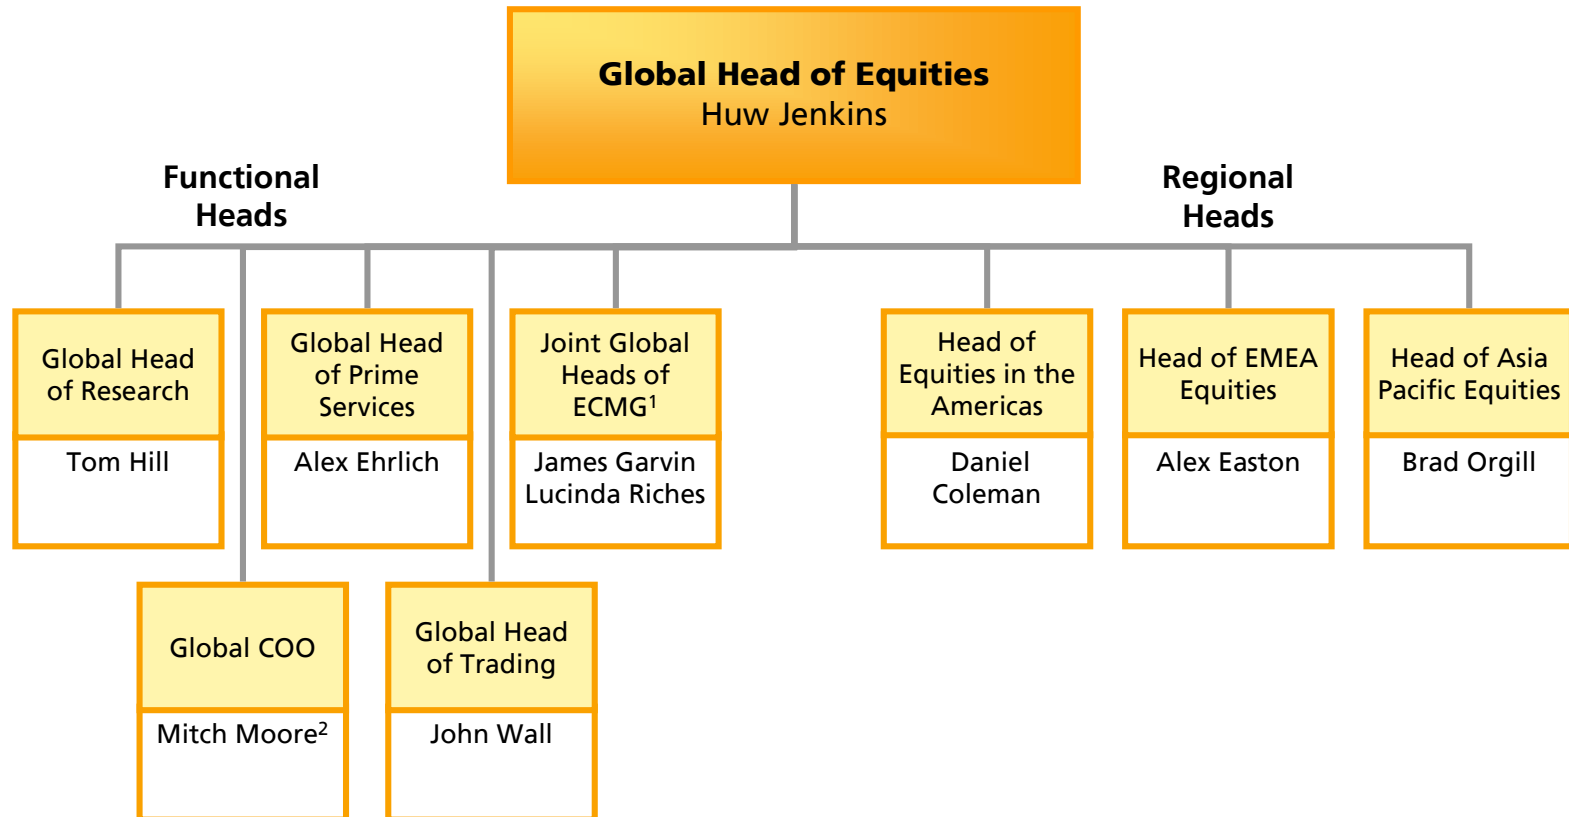 Global Head of Equities
Huw Jenkins
Functional
Heads
Regional
Heads
Global Head
of Research
Tom Hill
Global Head
of Prime
Services
Alex Ehrlich
Joint Global
Heads of
ECMG¹
James Garvin
Lucinda Riches
Head of
Equities in the
Americas
Daniel
Coleman
Head of EMEA
Equities
Alex Easton
Head of Asia
Pacific Equities
Brad Orgill
Global COO
Mitch Moore²
Global Head
of Trading
John Wall